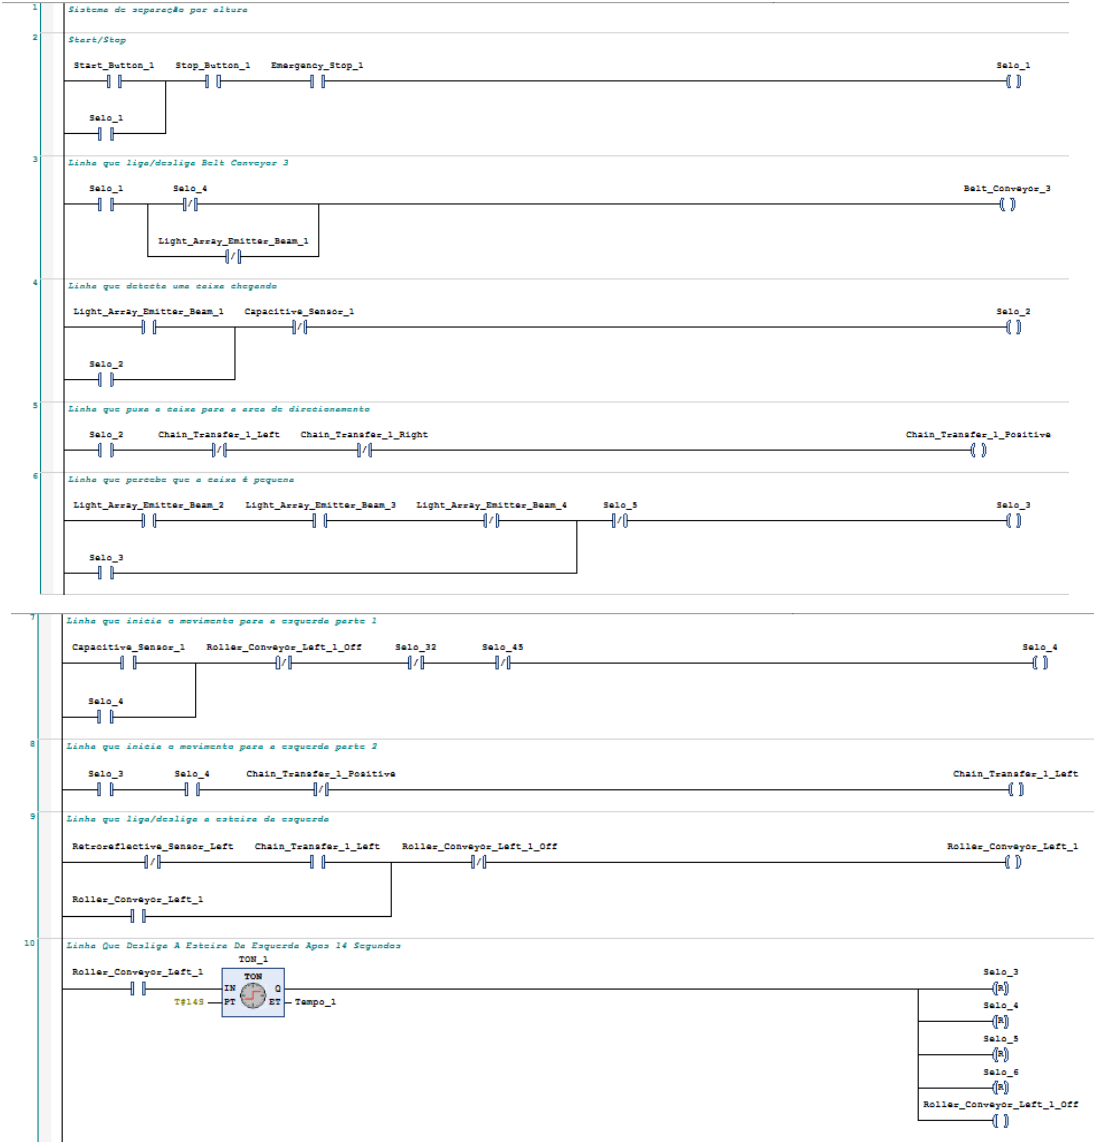 1 Sistema de separação por altura
2 Start/Stop
Start_Button_1 Stop_Button_1 Emergency_Stop_1 Selo_1
Selo_1
3 Linha que liga/desliga Belt Conveyor 3
Selo_1 Selo_4 Belt_Conveyor_3
Light_Array_Emitter_Beam_1
4 Linha que detecta uma caixa chegando
Light_Array_Emitter_Beam_1 Capacitive_Sensor_1 Selo_2
Selo_2
5 Linha que puxa a caixa para a area de direcionamento
Selo_2 Chain_Transfer_1_Left Chain_Transfer_1_Right Chain_Transfer_1_Positive
6 Linha que percebe que a caixa é pequena
Light_Array_Emitter_Beam_2 Light_Array_Emitter_Beam_3 Light_Array_Emitter_Beam_4 Selo_5 Selo_3
Selo_3
7 Linha que inicia o movimento para a esquerda parte 1
Capacitive_Sensor_1 Roller_Conveyor_Left_1_Off Selo_32 Selo_45 Selo_4
Selo_4
8 Linha que inicia o movimento para a esquerda parte 2
Selo_3 Selo_4 Chain_Transfer_1_Positive Chain_Transfer_1_Left
9 Linha que liga/desliga a esteira da esquerda
Retroreflective_Sensor_Left Chain_Transfer_1_Left Roller_Conveyor_Left_1_Off Roller_Conveyor_Left_1
Roller_Conveyor_Left_1
10 Linha Que Desliga A Esteira Da Esquerda Apos 14 Segundos
TON_1
Roller_Conveyor_Left_1 TON Selo_3
IN Q R
T#14S PT ET Tempo_1
Selo_4
R
Selo_5
R
Selo_6
R
Roller_Conveyor_Left_1_Off